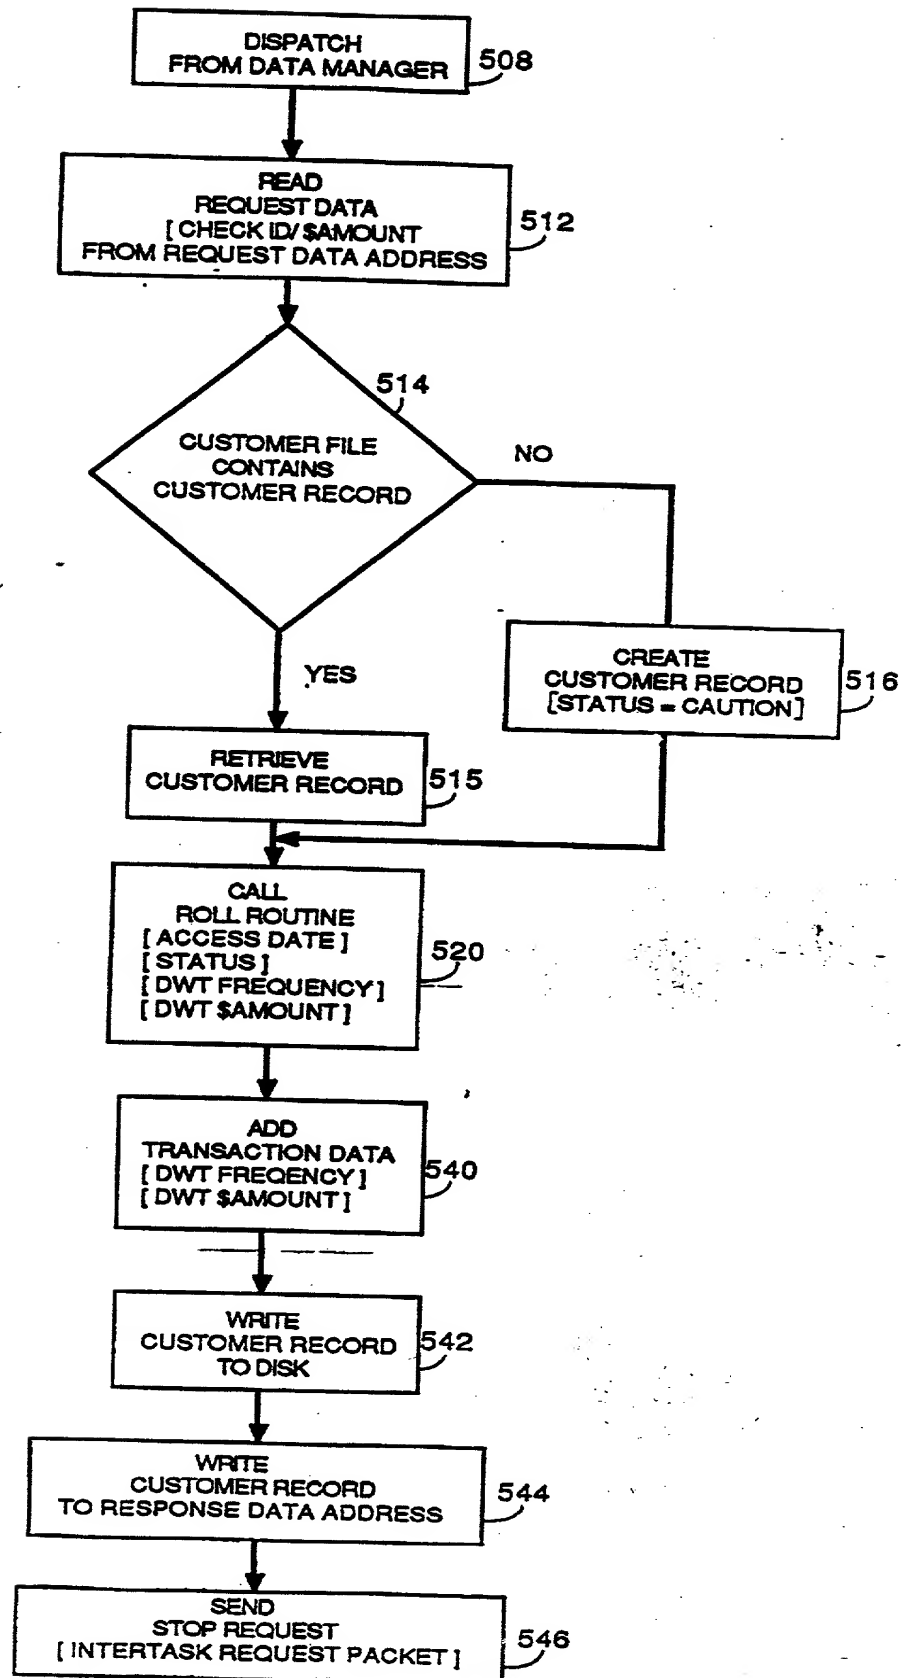 DISPATCH
FROM DATA MANAGER
508
READ
REQUEST DATA
[ CHECK ID/ $AMOUNT
FROM REQUEST DATA ADDRESS
512
514
CUSTOMER FILE
CONTAINS
CUSTOMER RECORD
NO
YES
CREATE
CUSTOMER RECORD
[STATUS = CAUTION]
516
RETRIEVE
CUSTOMER RECORD
515
CALL
ROLL ROUTINE
[ ACCESS DATE ]
[ STATUS ]
[ DWT FREQUENCY ]
[ DWT $AMOUNT ]
520
ADD
TRANSACTION DATA
[ DWT FREQENCY ]
[ DWT $AMOUNT ]
540
WRITE
CUSTOMER RECORD
TO DISK
542
WRITE
CUSTOMER RECORD
TO RESPONSE DATA ADDRESS
544
SEND
STOP REQUEST
[ INTERTASK REQUEST PACKET ]
546